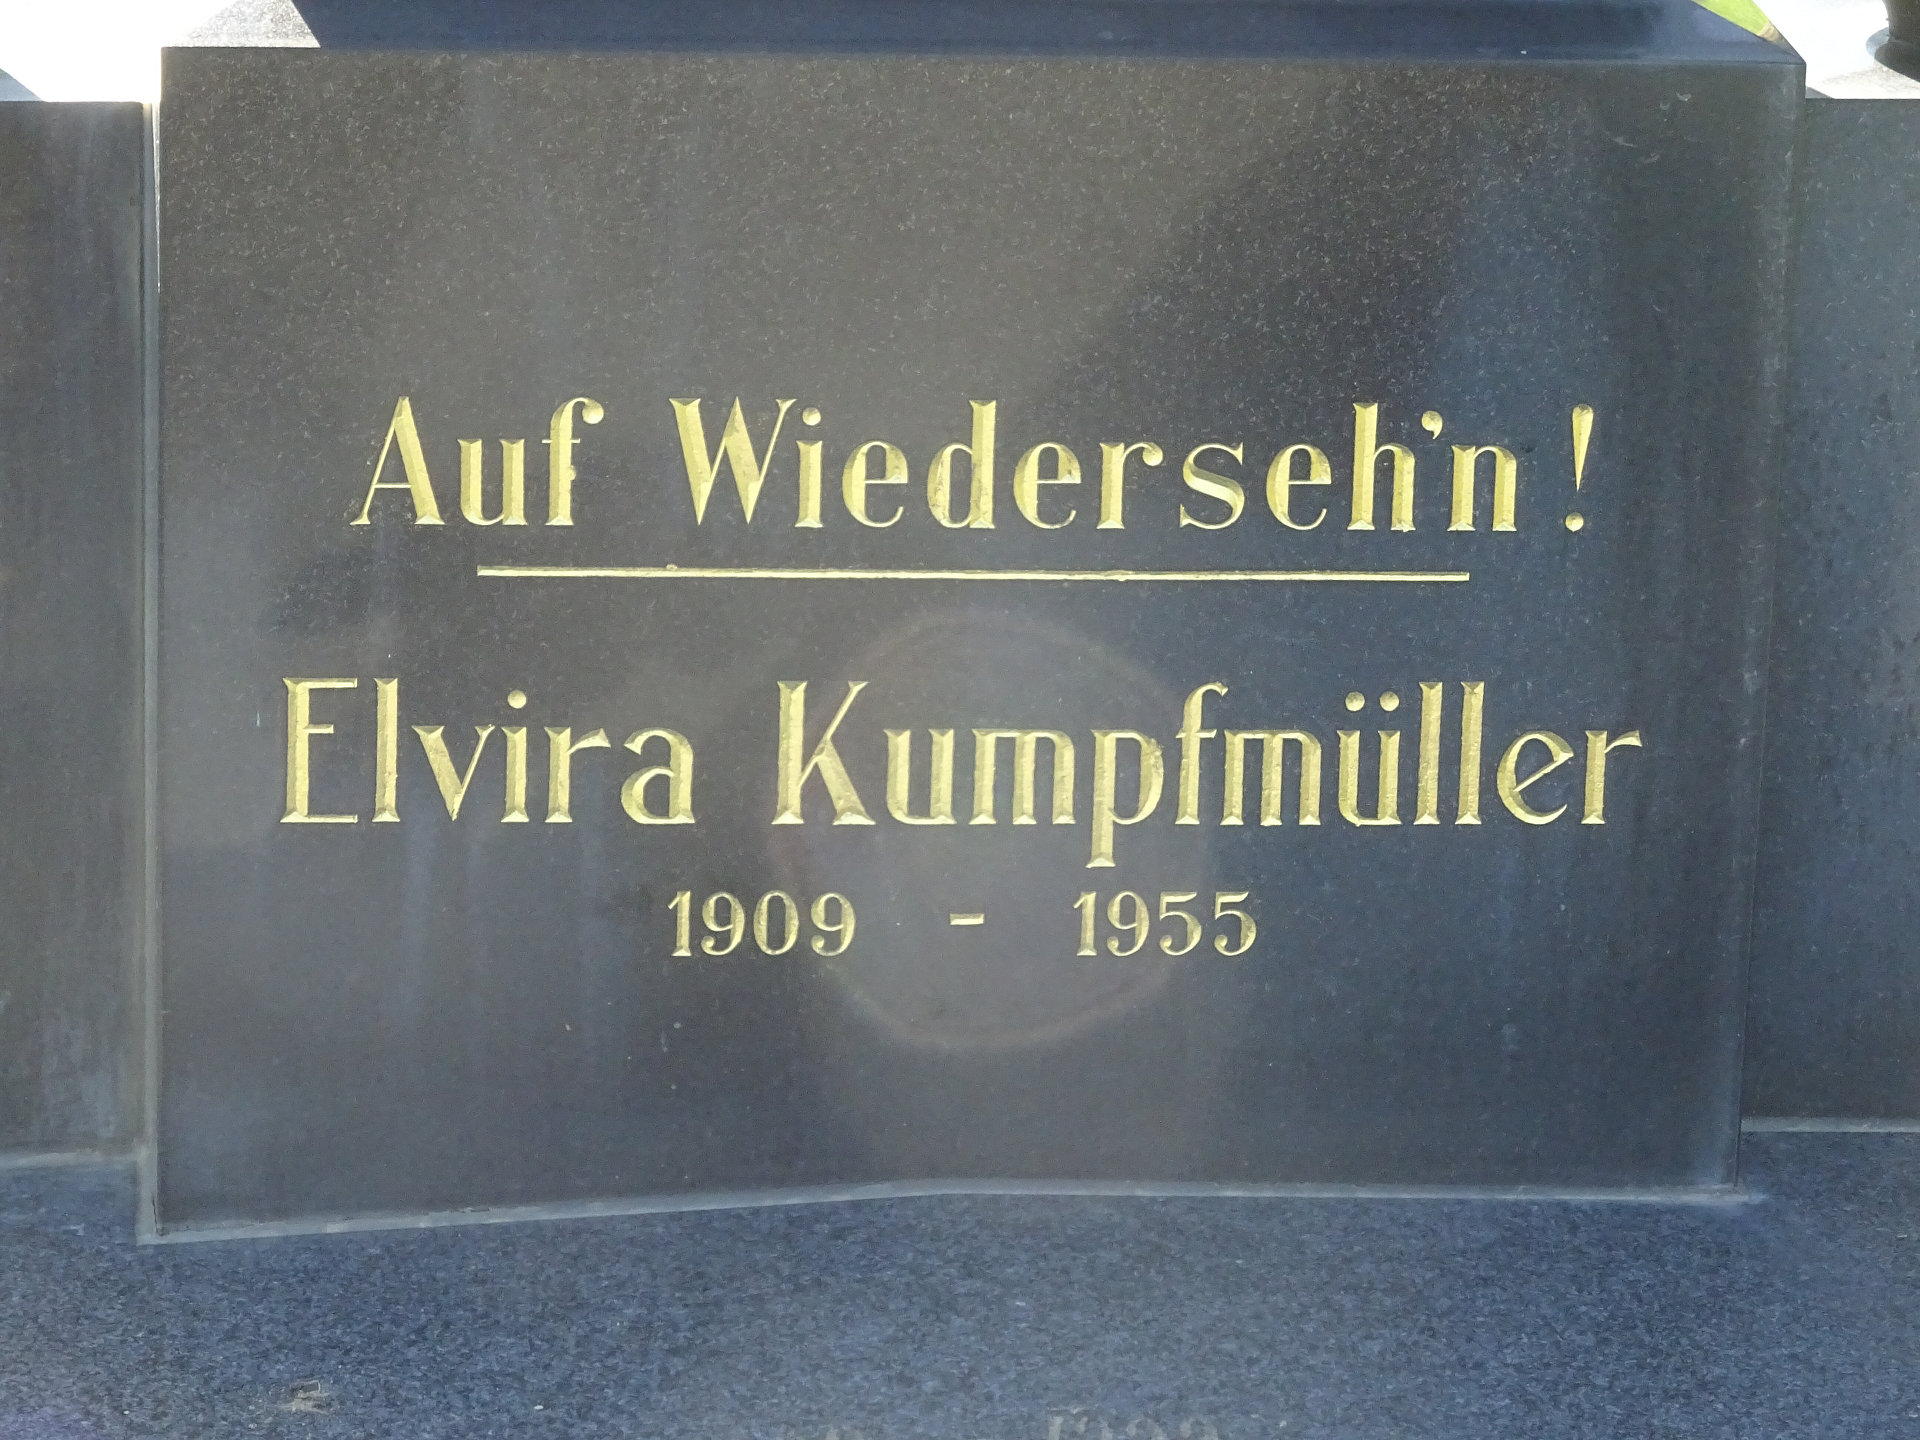 Auf Wiederseh'n!
Elvira Kumpfmüller
1909 - 1955